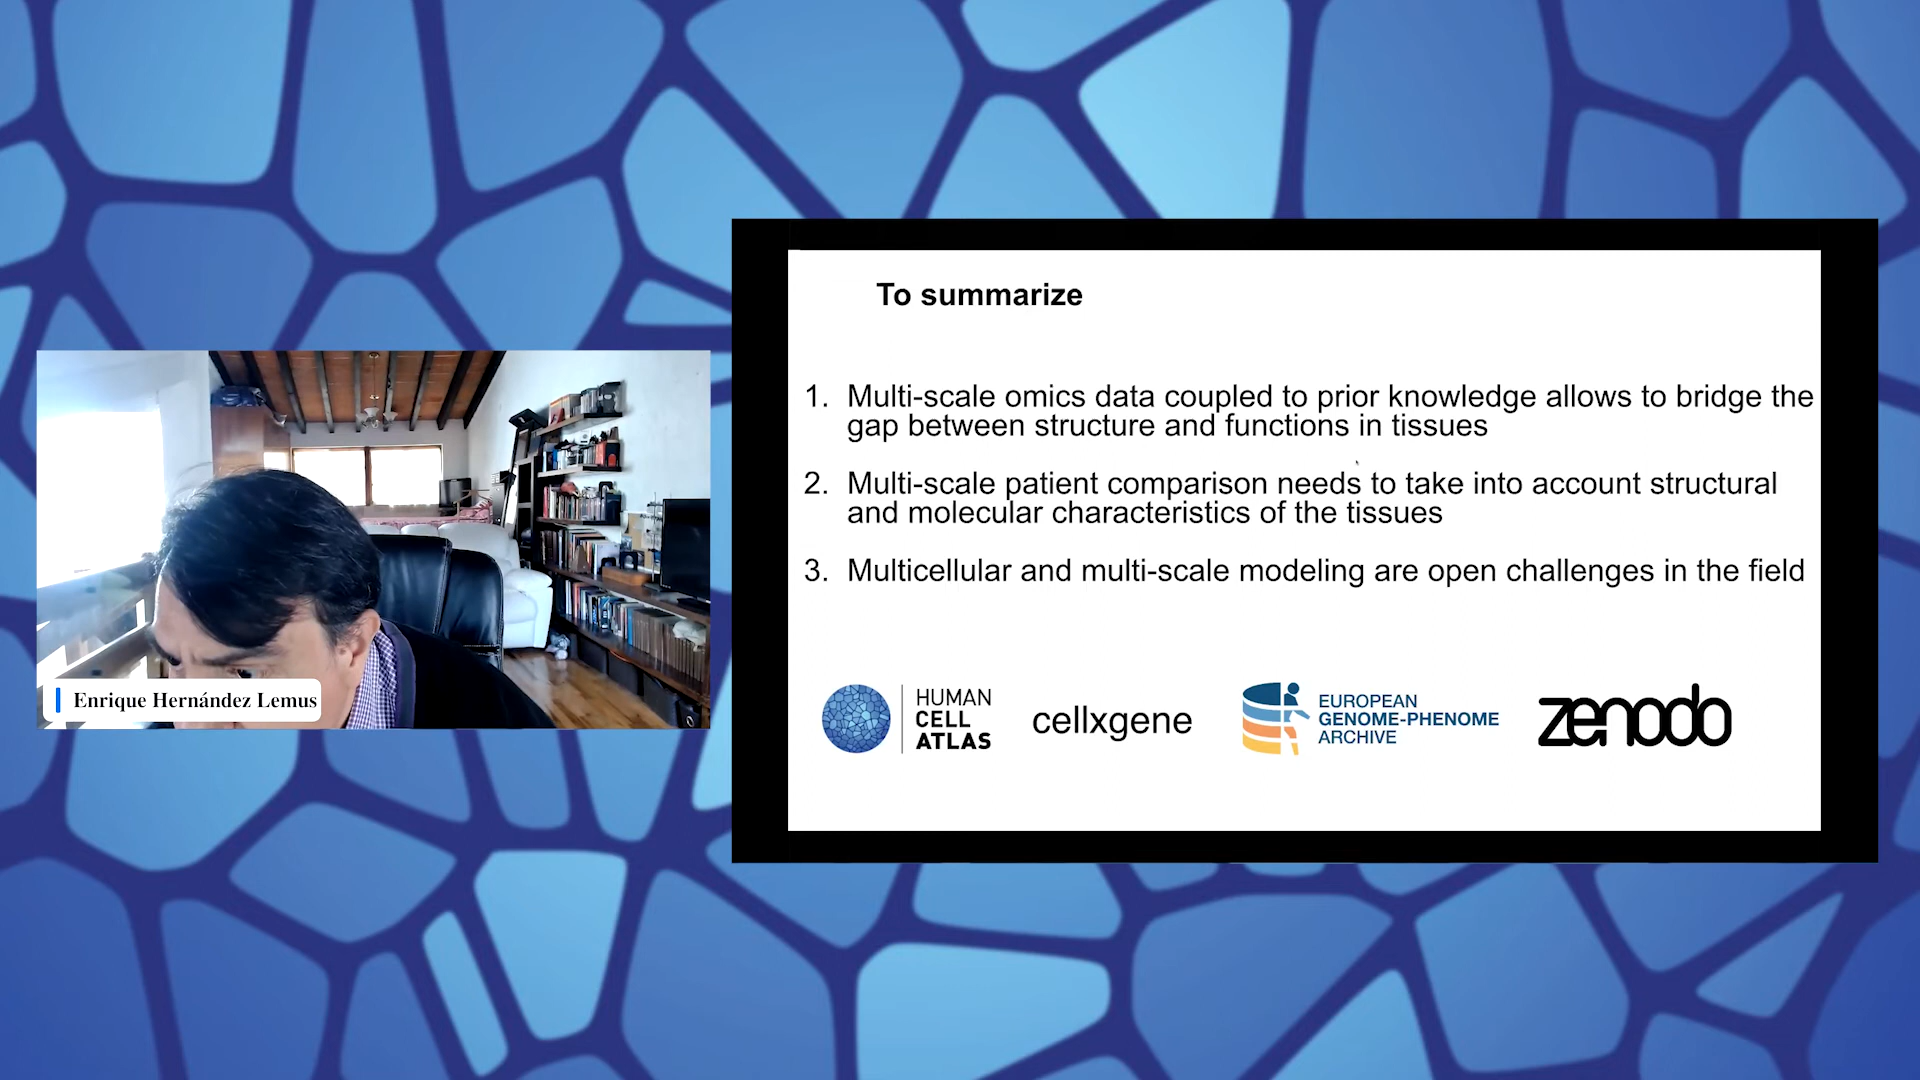 To summarize
1. Multi-scale omics data coupled to prior knowledge allows to bridge the
gap between structure and functions in tissues
2. Multi-scale patient comparison needs to take into account structural
and molecular characteristics of the tissues
3. Multicellular and multi-scale modeling are open challenges in the field
Enrique Hernández Lemus
HUMAN
CELL
ATLAS
cellxgene
EUROPEAN
GENOME-PHENOME
ARCHIVE
zenodo